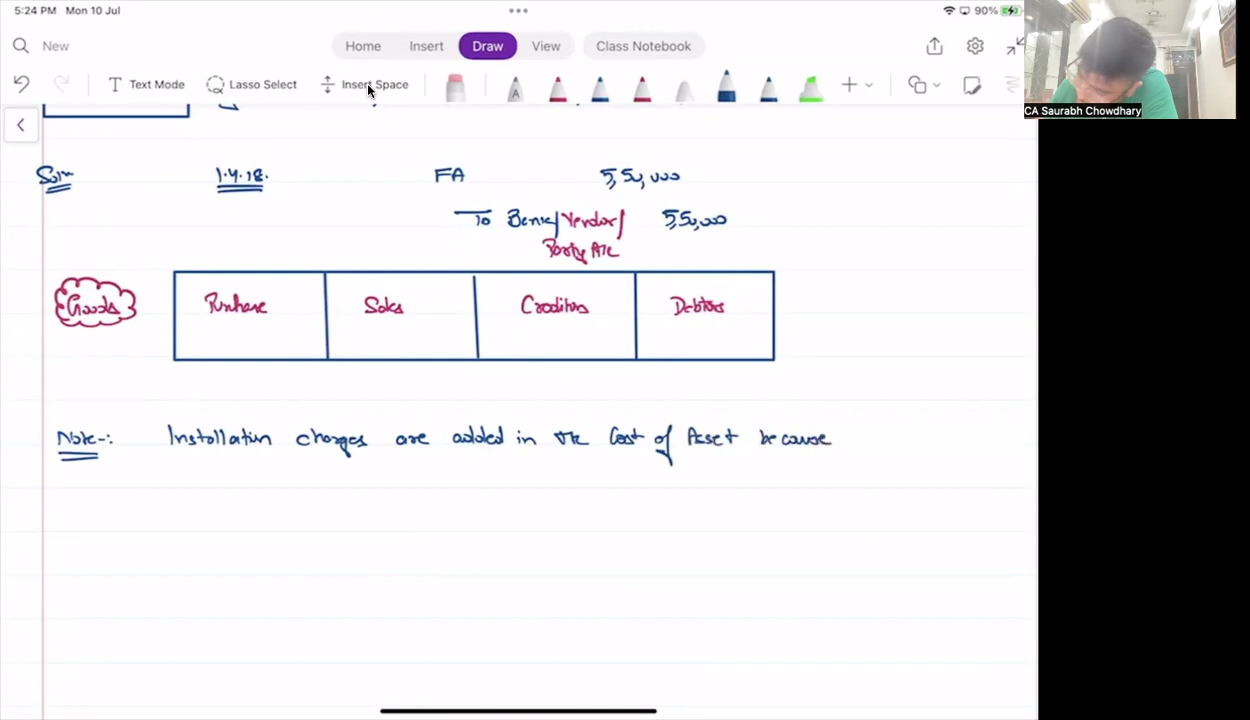 5:24 PM Mon 10 Jul
90%
New
Home Insert Draw View Class Notebook
Text Mode Lasso Select Insert Space
A
CA Saurabh Chowdhary
Soln 1.4.18. FA 5,50,000
To Bank/Vendor/ 5,50,000
Party A/c
Goods Purchase Sales Creditors Debtors
Note-: Installation charges are added in the Cost of Asset because